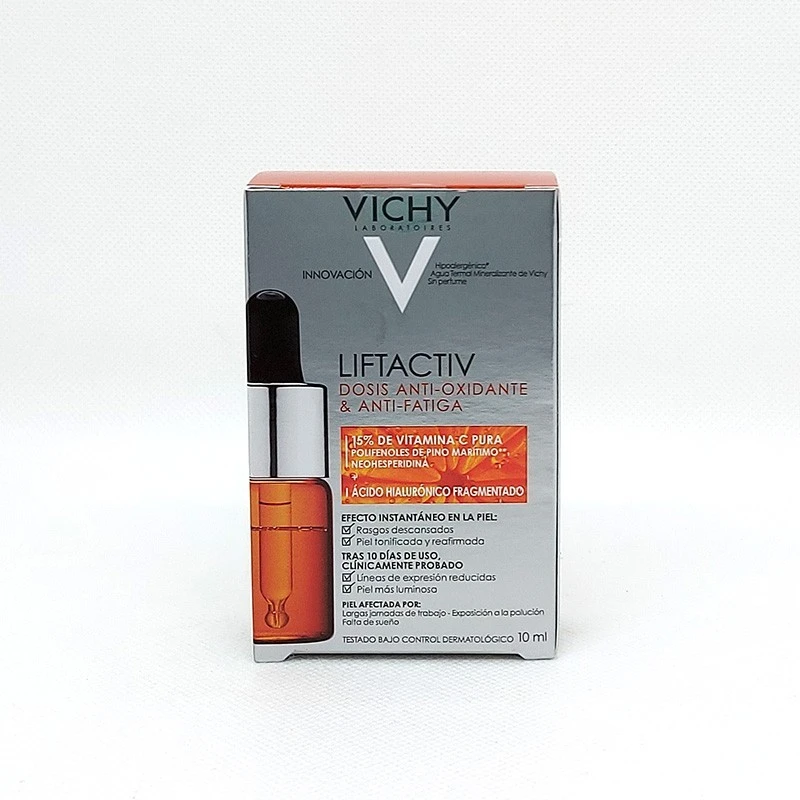 VICHY
LABORATOIRES
INNOVACIÓN
Hipoalergénico*
Agua Termal Mineralizante de Vichy
Sin perfume
LIFTACTIV
DOSIS ANTI-OXIDANTE
& ANTI-FATIGA
15% DE VITAMINA C PURA
POLIFENOLES DE PINO MARÍTIMO**
NEOHESPERIDINA
+
ÁCIDO HIALURÓNICO FRAGMENTADO
EFECTO INSTANTÁNEO EN LA PIEL:
Rasgos descansados
Piel tonificada y reafirmada
TRAS 10 DÍAS DE USO,
CLÍNICAMENTE PROBADO
Líneas de expresión reducidas
Piel más luminosa
PIEL AFECTADA POR:
Largas jornadas de trabajo - Exposición a la polución
Falta de sueño
TESTADO BAJO CONTROL DERMATOLÓGICO 10 ml